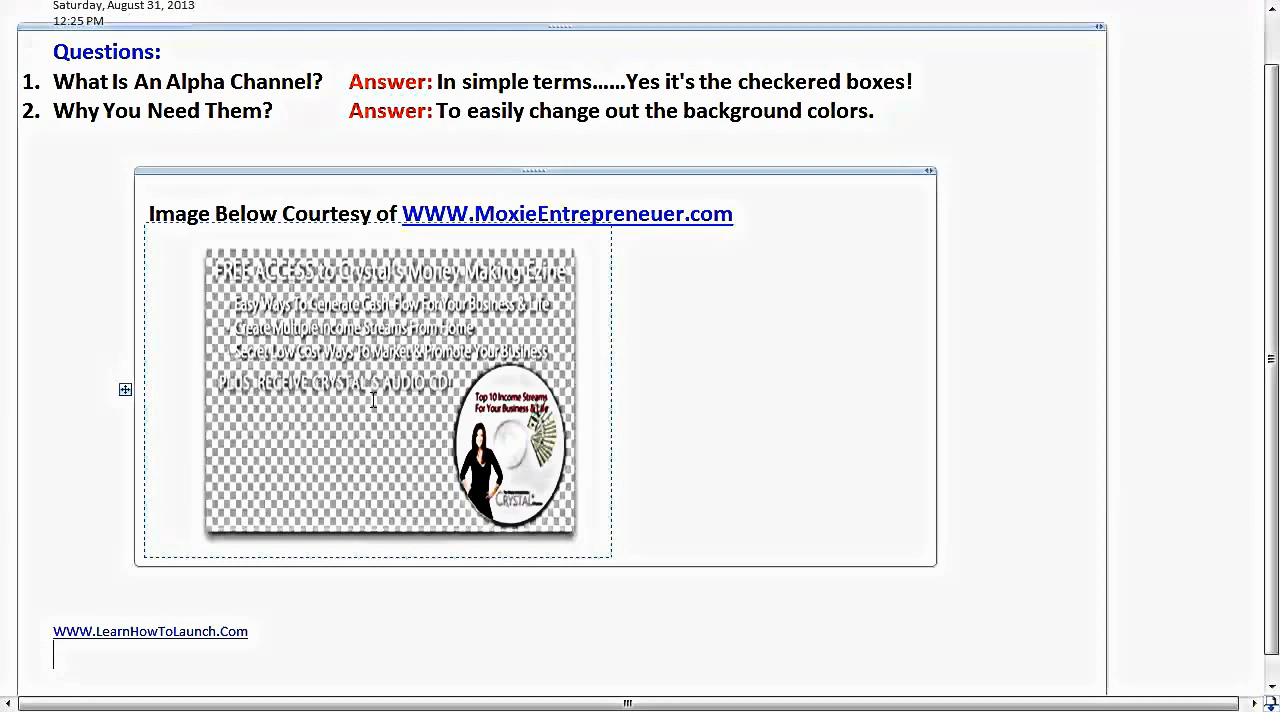 Saturday, August 31, 2013
12:25 PM
Questions:
1. What Is An Alpha Channel? Answer: In simple terms......Yes it's the checkered boxes!
2. Why You Need Them? Answer: To easily change out the background colors.
Image Below Courtesy of WWW.MoxieEntrepreneuer.com
FREE ACCESS to Crystal's Money Making Ezine
Easy Ways To Generate Cash Flow For Your Business & Life
Create Multiple Income Streams From Home
Secret Low Cost Ways To Market & Promote Your Business
PLUS RECEIVE CRYSTAL'S AUDIO CD!
Top 10 Income Streams
For Your Business & Life
CRYSTAL
WWW.LearnHowToLaunch.Com